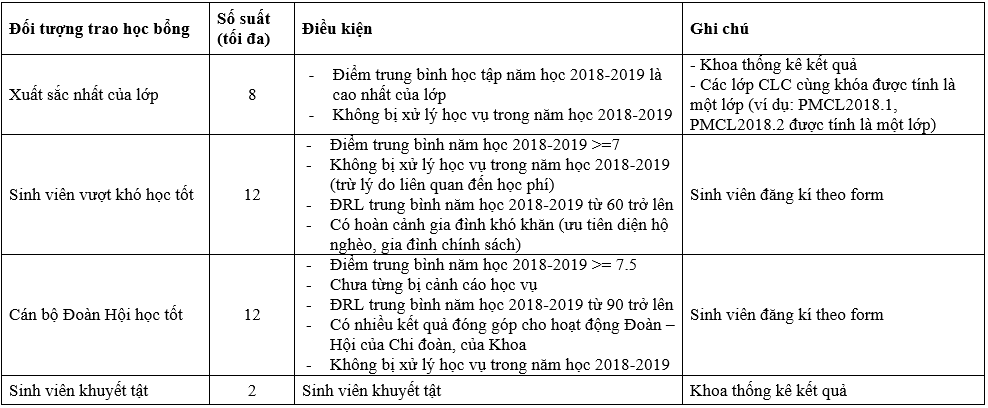 Đối tượng trao học bổng
Số suất
(tối đa)
Điều kiện
Ghi chú
Xuất sắc nhất của lớp
8
- Điểm trung bình học tập năm học 2018-2019 là
cao nhất của lớp
- Không bị xử lý học vụ trong năm học 2018-2019
- Khoa thống kê kết quả
- Các lớp CLC cùng khóa được tính là
một lớp (ví dụ: PMCL2018.1,
PMCL2018.2 được tính là một lớp)
Sinh viên vượt khó học tốt
12
- Điểm trung bình năm học 2018-2019 >=7
- Không bị xử lý học vụ trong năm học 2018-2019
(trừ lý do liên quan đến học phí)
- ĐRL trung bình năm học 2018-2019 từ 60 trở lên
- Có hoàn cảnh gia đình khó khăn (ưu tiên diện hộ
nghèo, gia đình chính sách)
Sinh viên đăng kí theo form
Cán bộ Đoàn Hội học tốt
12
- Điểm trung bình năm học 2018-2019 >= 7.5
- Chưa từng bị cảnh cáo học vụ
- ĐRL trung bình năm học 2018-2019 từ 90 trở lên
- Có nhiều kết quả đóng góp cho hoạt động Đoàn –
Hội của Chi đoàn, của Khoa
- Không bị xử lý học vụ trong năm học 2018-2019
Sinh viên đăng kí theo form
Sinh viên khuyết tật
2
Sinh viên khuyết tật
Khoa thống kê kết quả